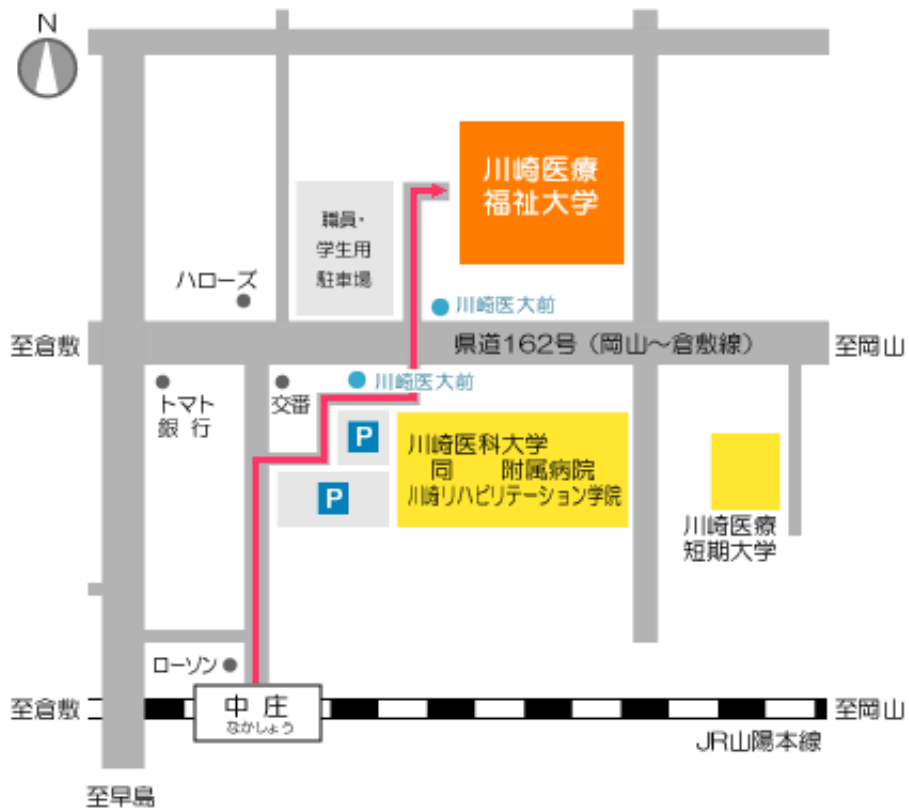 N
川崎医療
福祉大学
職員・
学生用
駐車場
ハローズ
川崎医大前
至倉敷
県道162号（岡山～倉敷線）
至岡山
川崎医大前
トマト
銀行
交番
P
川崎医科大学
同　附属病院
川崎リハビリテーション学院
P
川崎医療
短期大学
ローソン
至倉敷
中庄
なかしょう
至岡山
JR山陽本線
至早島